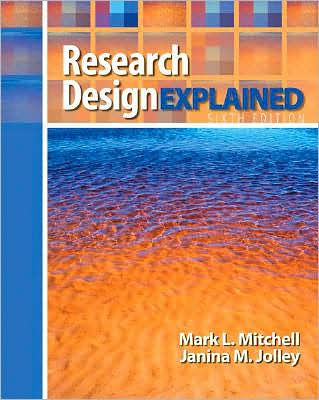 Research
DesignEXPLAINED
SIXTH EDITION
Mark L. Mitchell
Janina M. Jolley